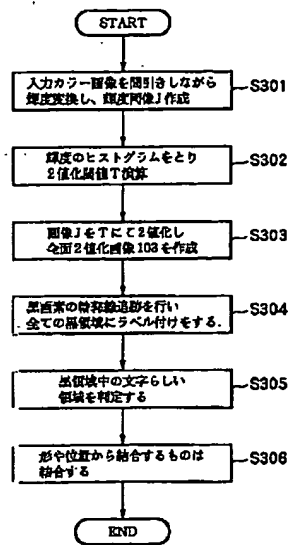 START
入力カラー画像を間引きしながら
輝度変換し、輝度画像J作成
S301
輝度のヒストグラムをとり
2値化閾値T演算
S302
画像JをTにて2値化し
全面2値化画像103を作成
S303
黒画素の輪郭線追跡を行い
全ての黒領域にラベル付けをする.
S304
黒領域中の文字らしい
領域を判定する
S305
形や位置から結合するものは
結合する
S306
END